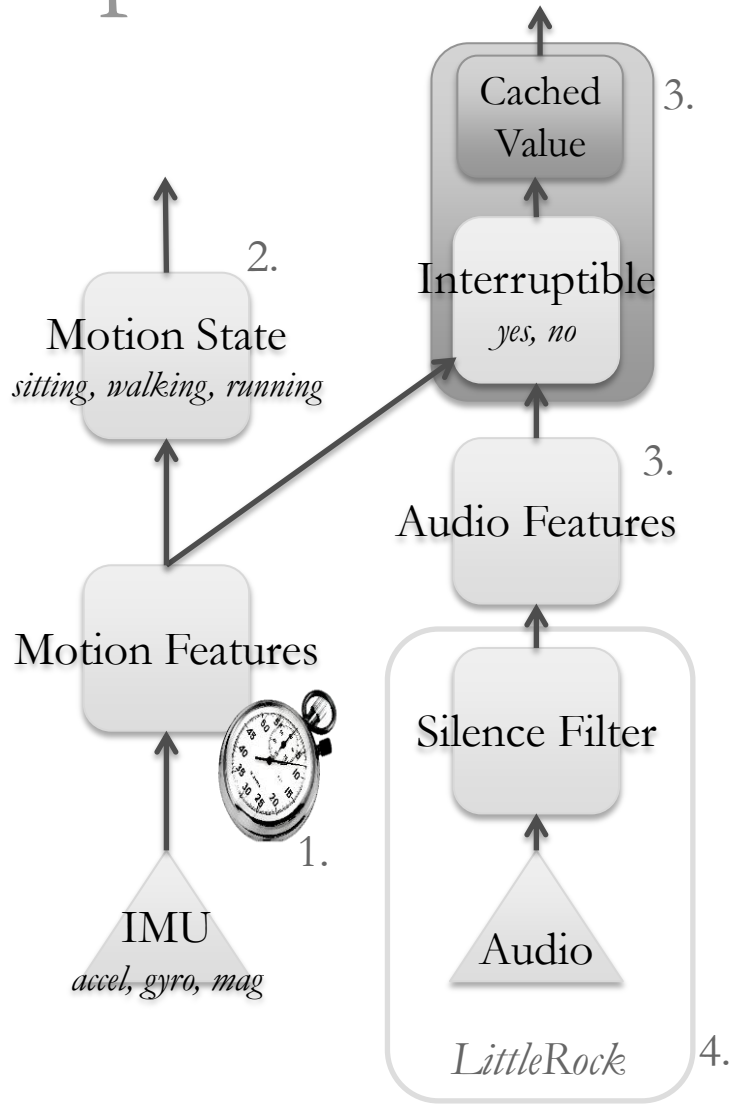 Cached
Value
3.
Interruptible
yes, no
2.
Motion State
sitting, walking, running
3.
Audio Features
Motion Features
Silence Filter
1.
IMU
accel, gyro, mag
Audio
LittleRock
4.